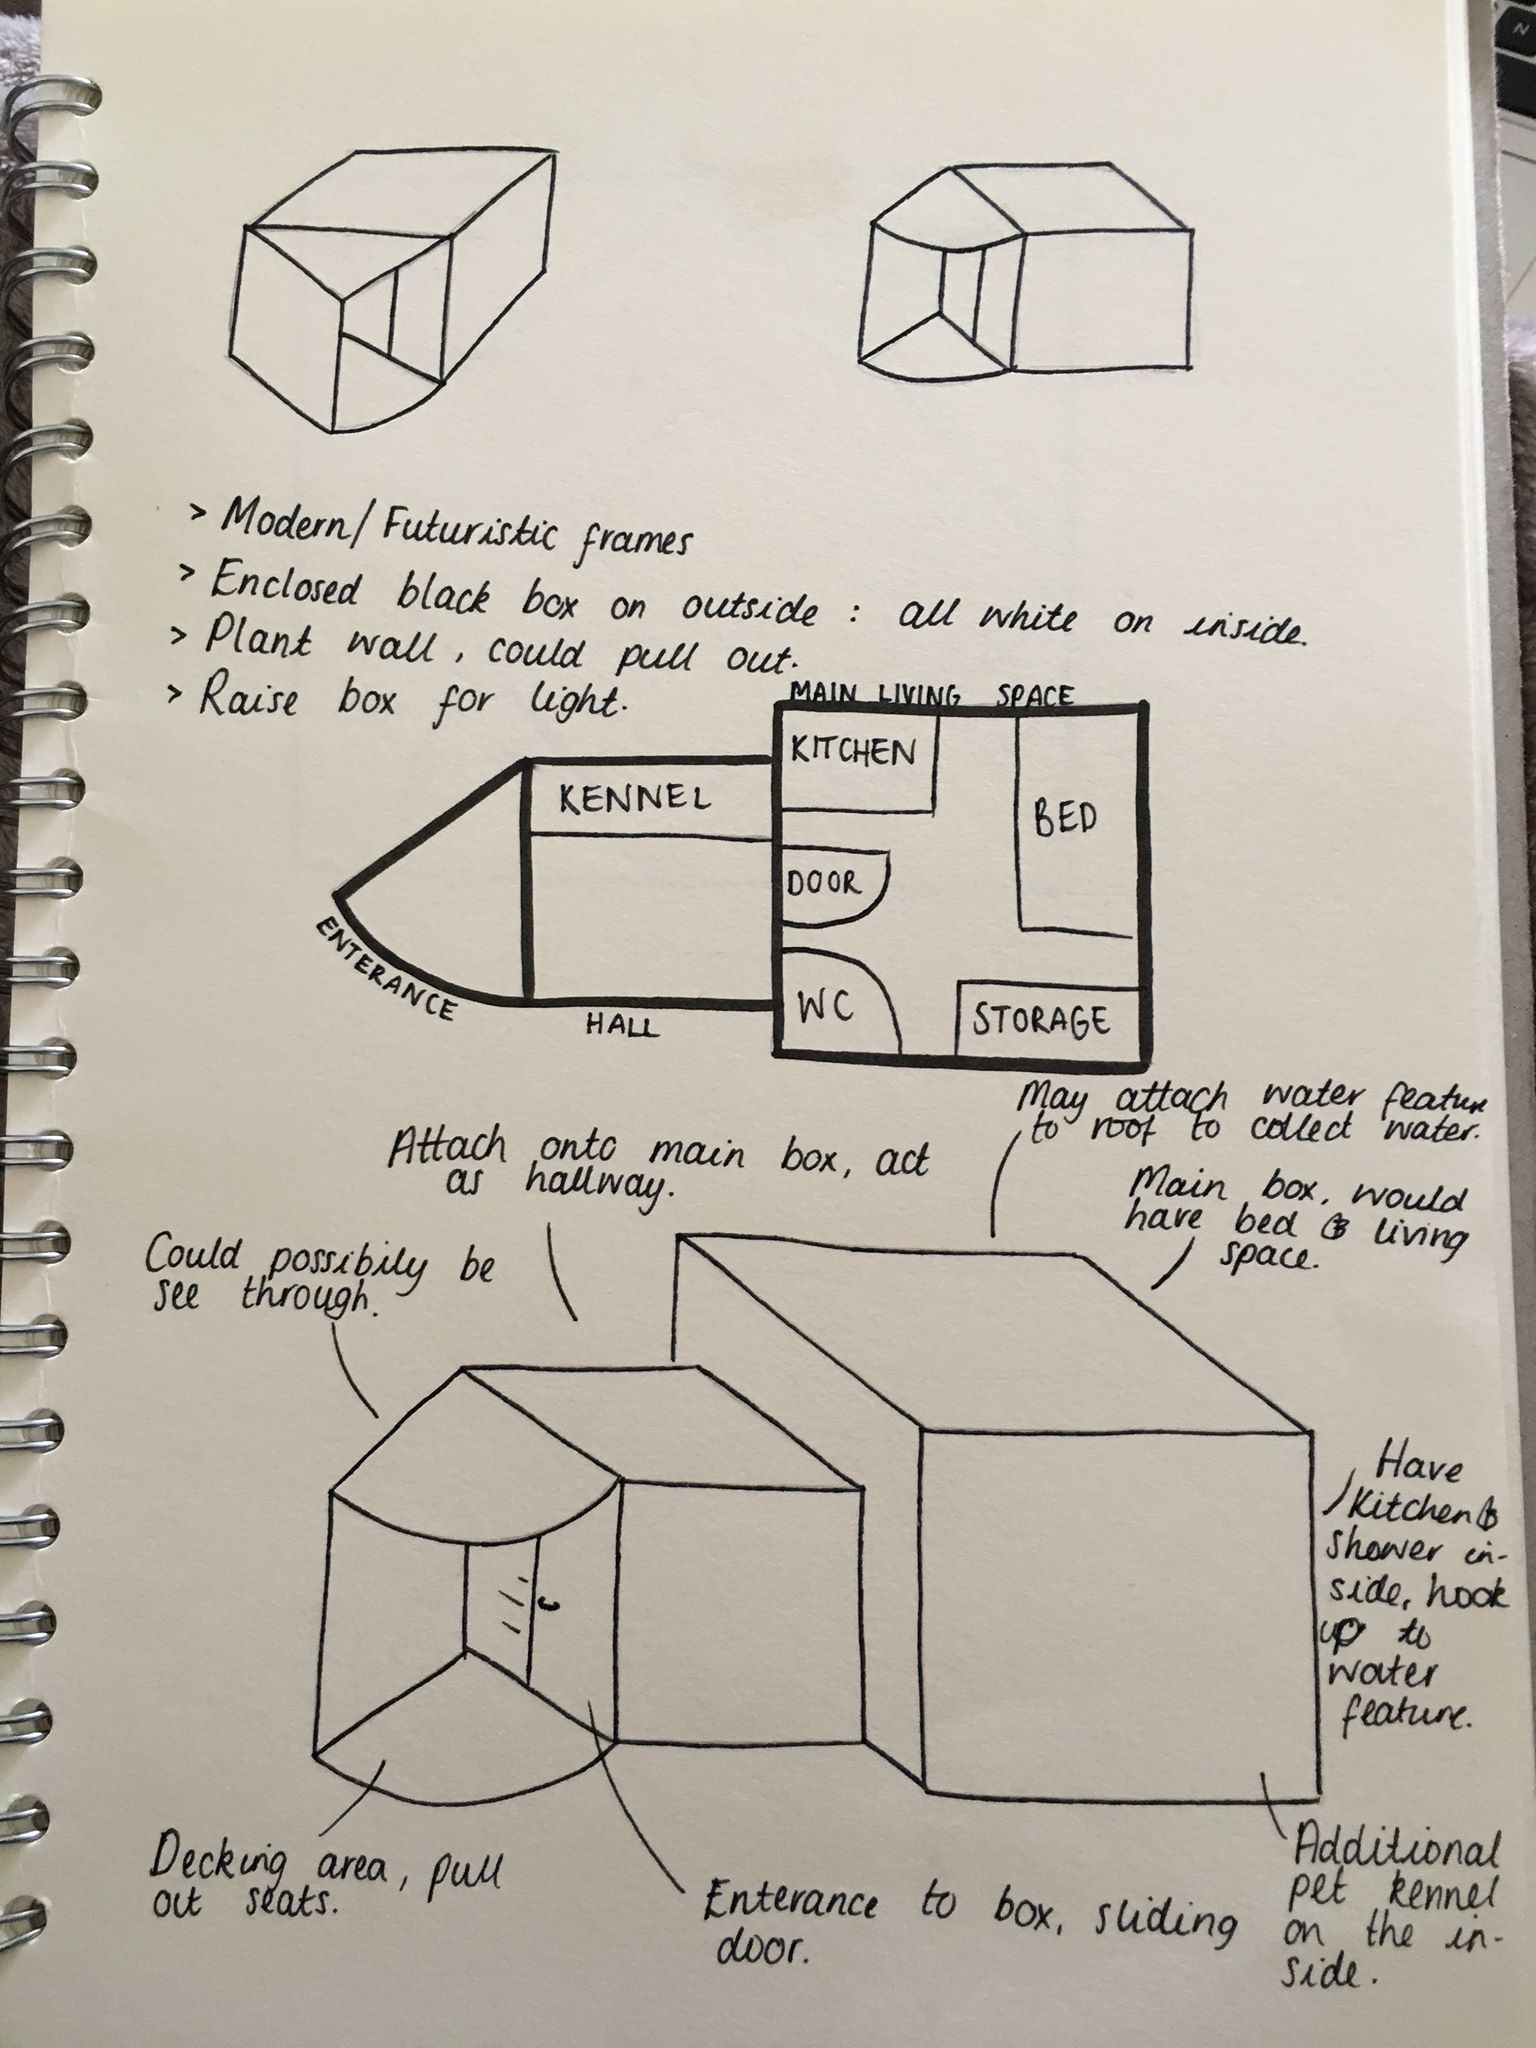 > Modern/Futuristic frames
> Enclosed black box on outside : all white on inside.
> Plant wall, could pull out.
> Raise box for light.
MAIN LIVING SPACE
KITCHEN
KENNEL
BED
DOOR
ENTERANCE
WC
STORAGE
HALL
May attach water feature
to roof to collect water.
Attach onto main box, act
as hallway.
Main box, would
have bed & living
space.
Could possibily be
see through.
Have
Kitchen &
shower in-
side, hook
up to
water
feature.
Decking area, pull
out seats.
Enterance to box, sliding
door.
Additional
pet kennel
on the in-
side.
N